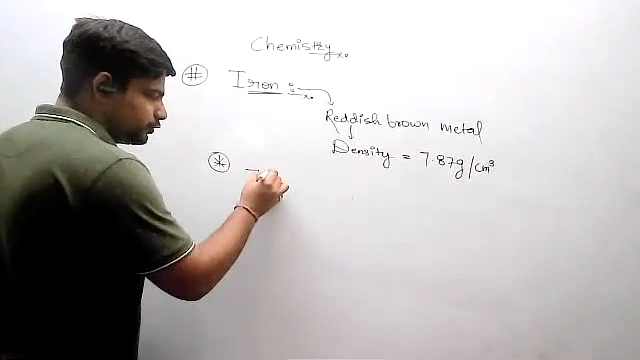 Chemistry
# Iron :
Reddish brown metal
Density = 7.87g/cm³
*